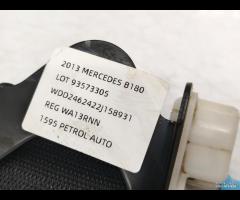 2013 MERCEDES B180
LOT 93573305
WDD2462422J158931
REG WA13RNN
1595 PETROL AUTO